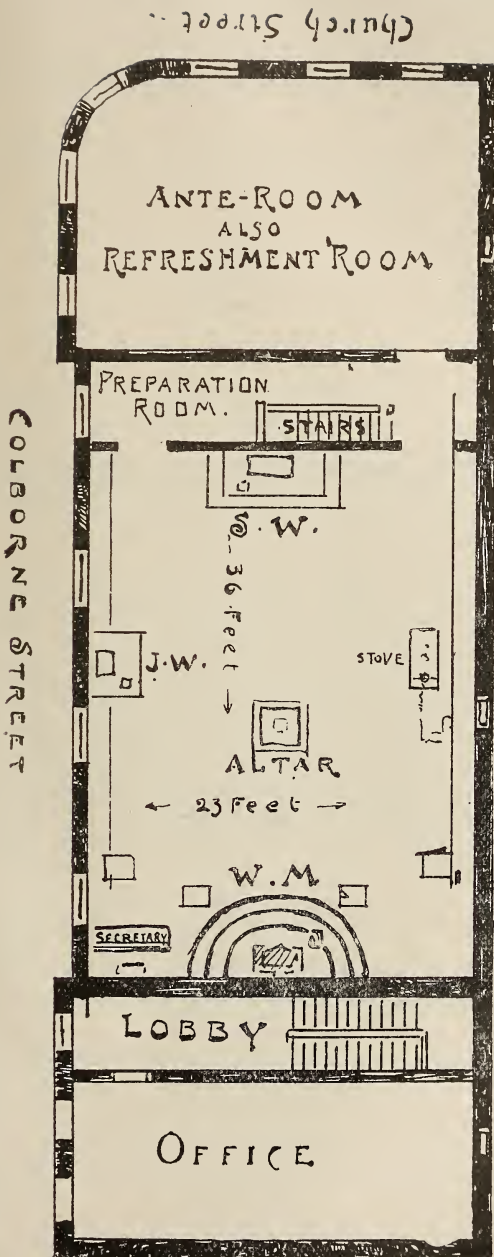 Church Street.
ANTE-ROOM
ALSO
REFRESHMENT ROOM
PREPARATION
ROOM.
STAIRS
S. W.
36 Feet
COLBORNE STREET
J. W.
STOVE
ALTAR
23 Feet
W. M
SECRETARY
LOBBY
OFFICE